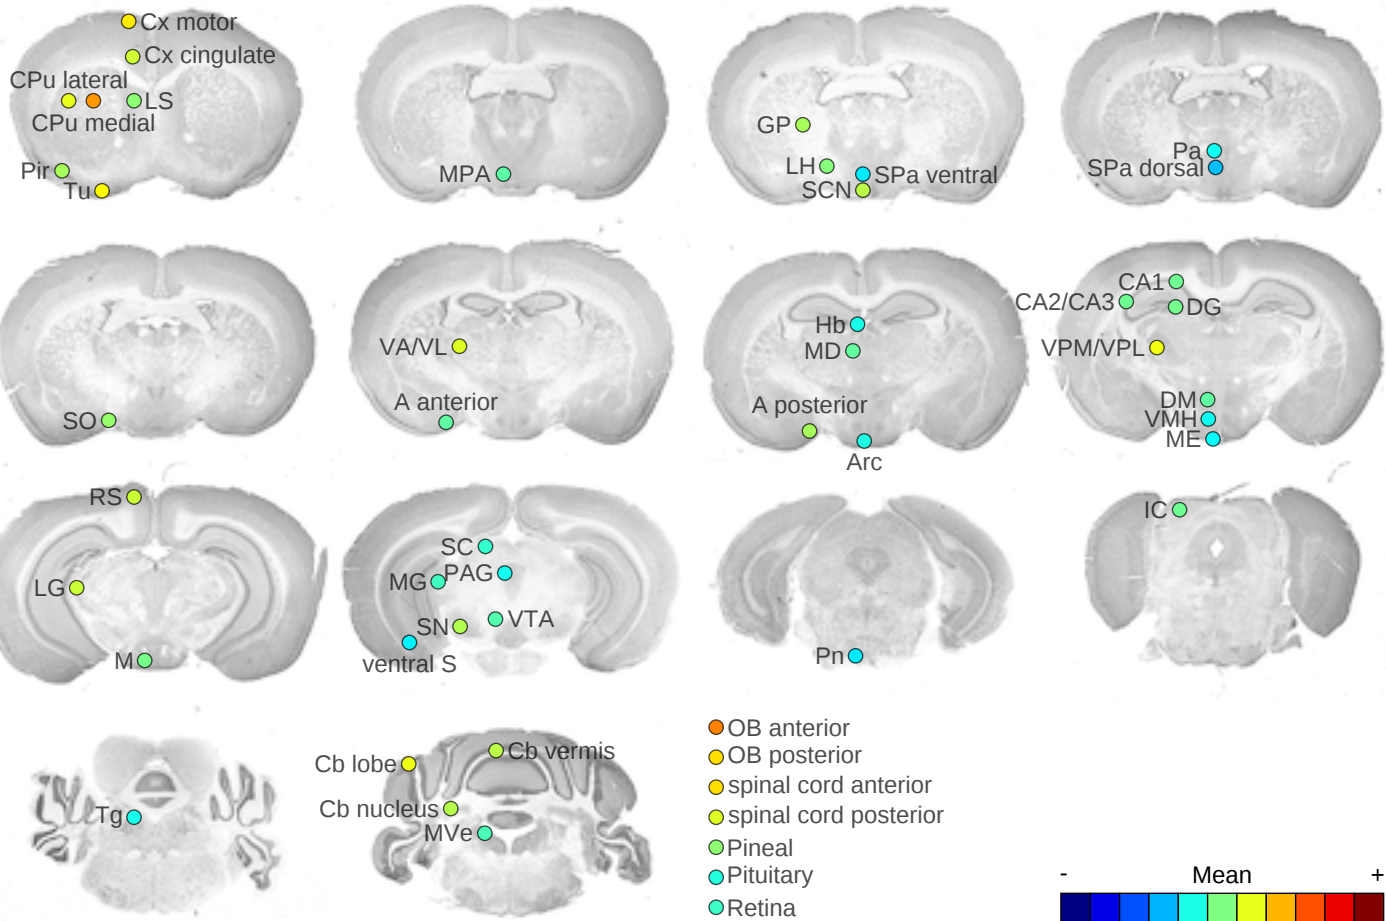 Cx motor
Cx cingulate
CPu lateral
LS
CPu medial
Pir
Tu
MPA
GP
LH
SPa ventral
SCN
Pa
SPa dorsal
SO
VA/VL
A anterior
Hb
MD
A posterior
Arc
CA1
CA2/CA3
DG
VPM/VPL
DM
VMH
ME
RS
LG
M
SC
PAG
MG
VTA
SN
ventral S
Pn
IC
Tg
Cb vermis
Cb lobe
Cb nucleus
MVe
OB anterior
OB posterior
spinal cord anterior
spinal cord posterior
Pineal
Pituitary
Retina
- Mean +